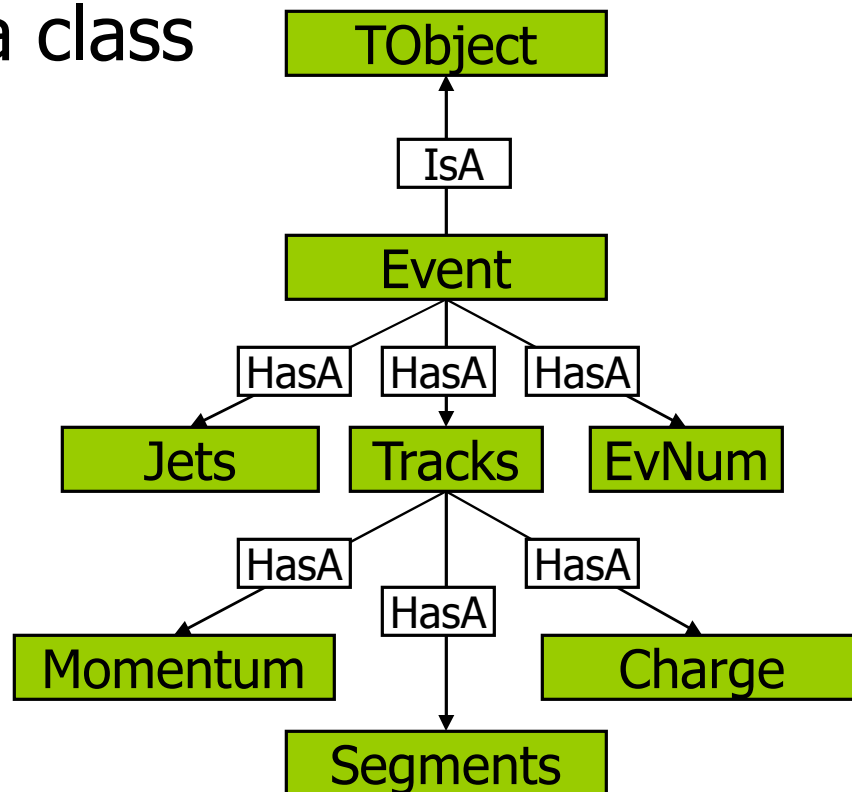 a class
TObject
IsA
Event
HasA HasA HasA
Jets Tracks EvNum
HasA HasA
HasA
Momentum Charge
Segments